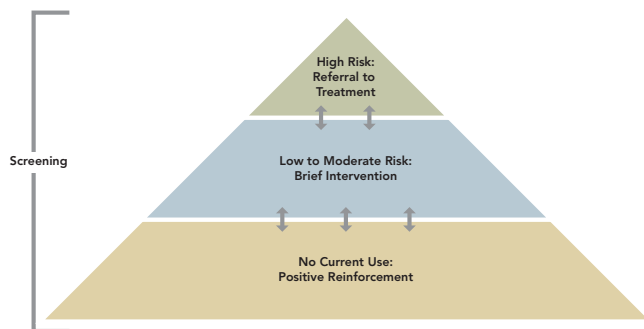 High Risk:
Referral to
Treatment
Screening
Low to Moderate Risk:
Brief Intervention
No Current Use:
Positive Reinforcement